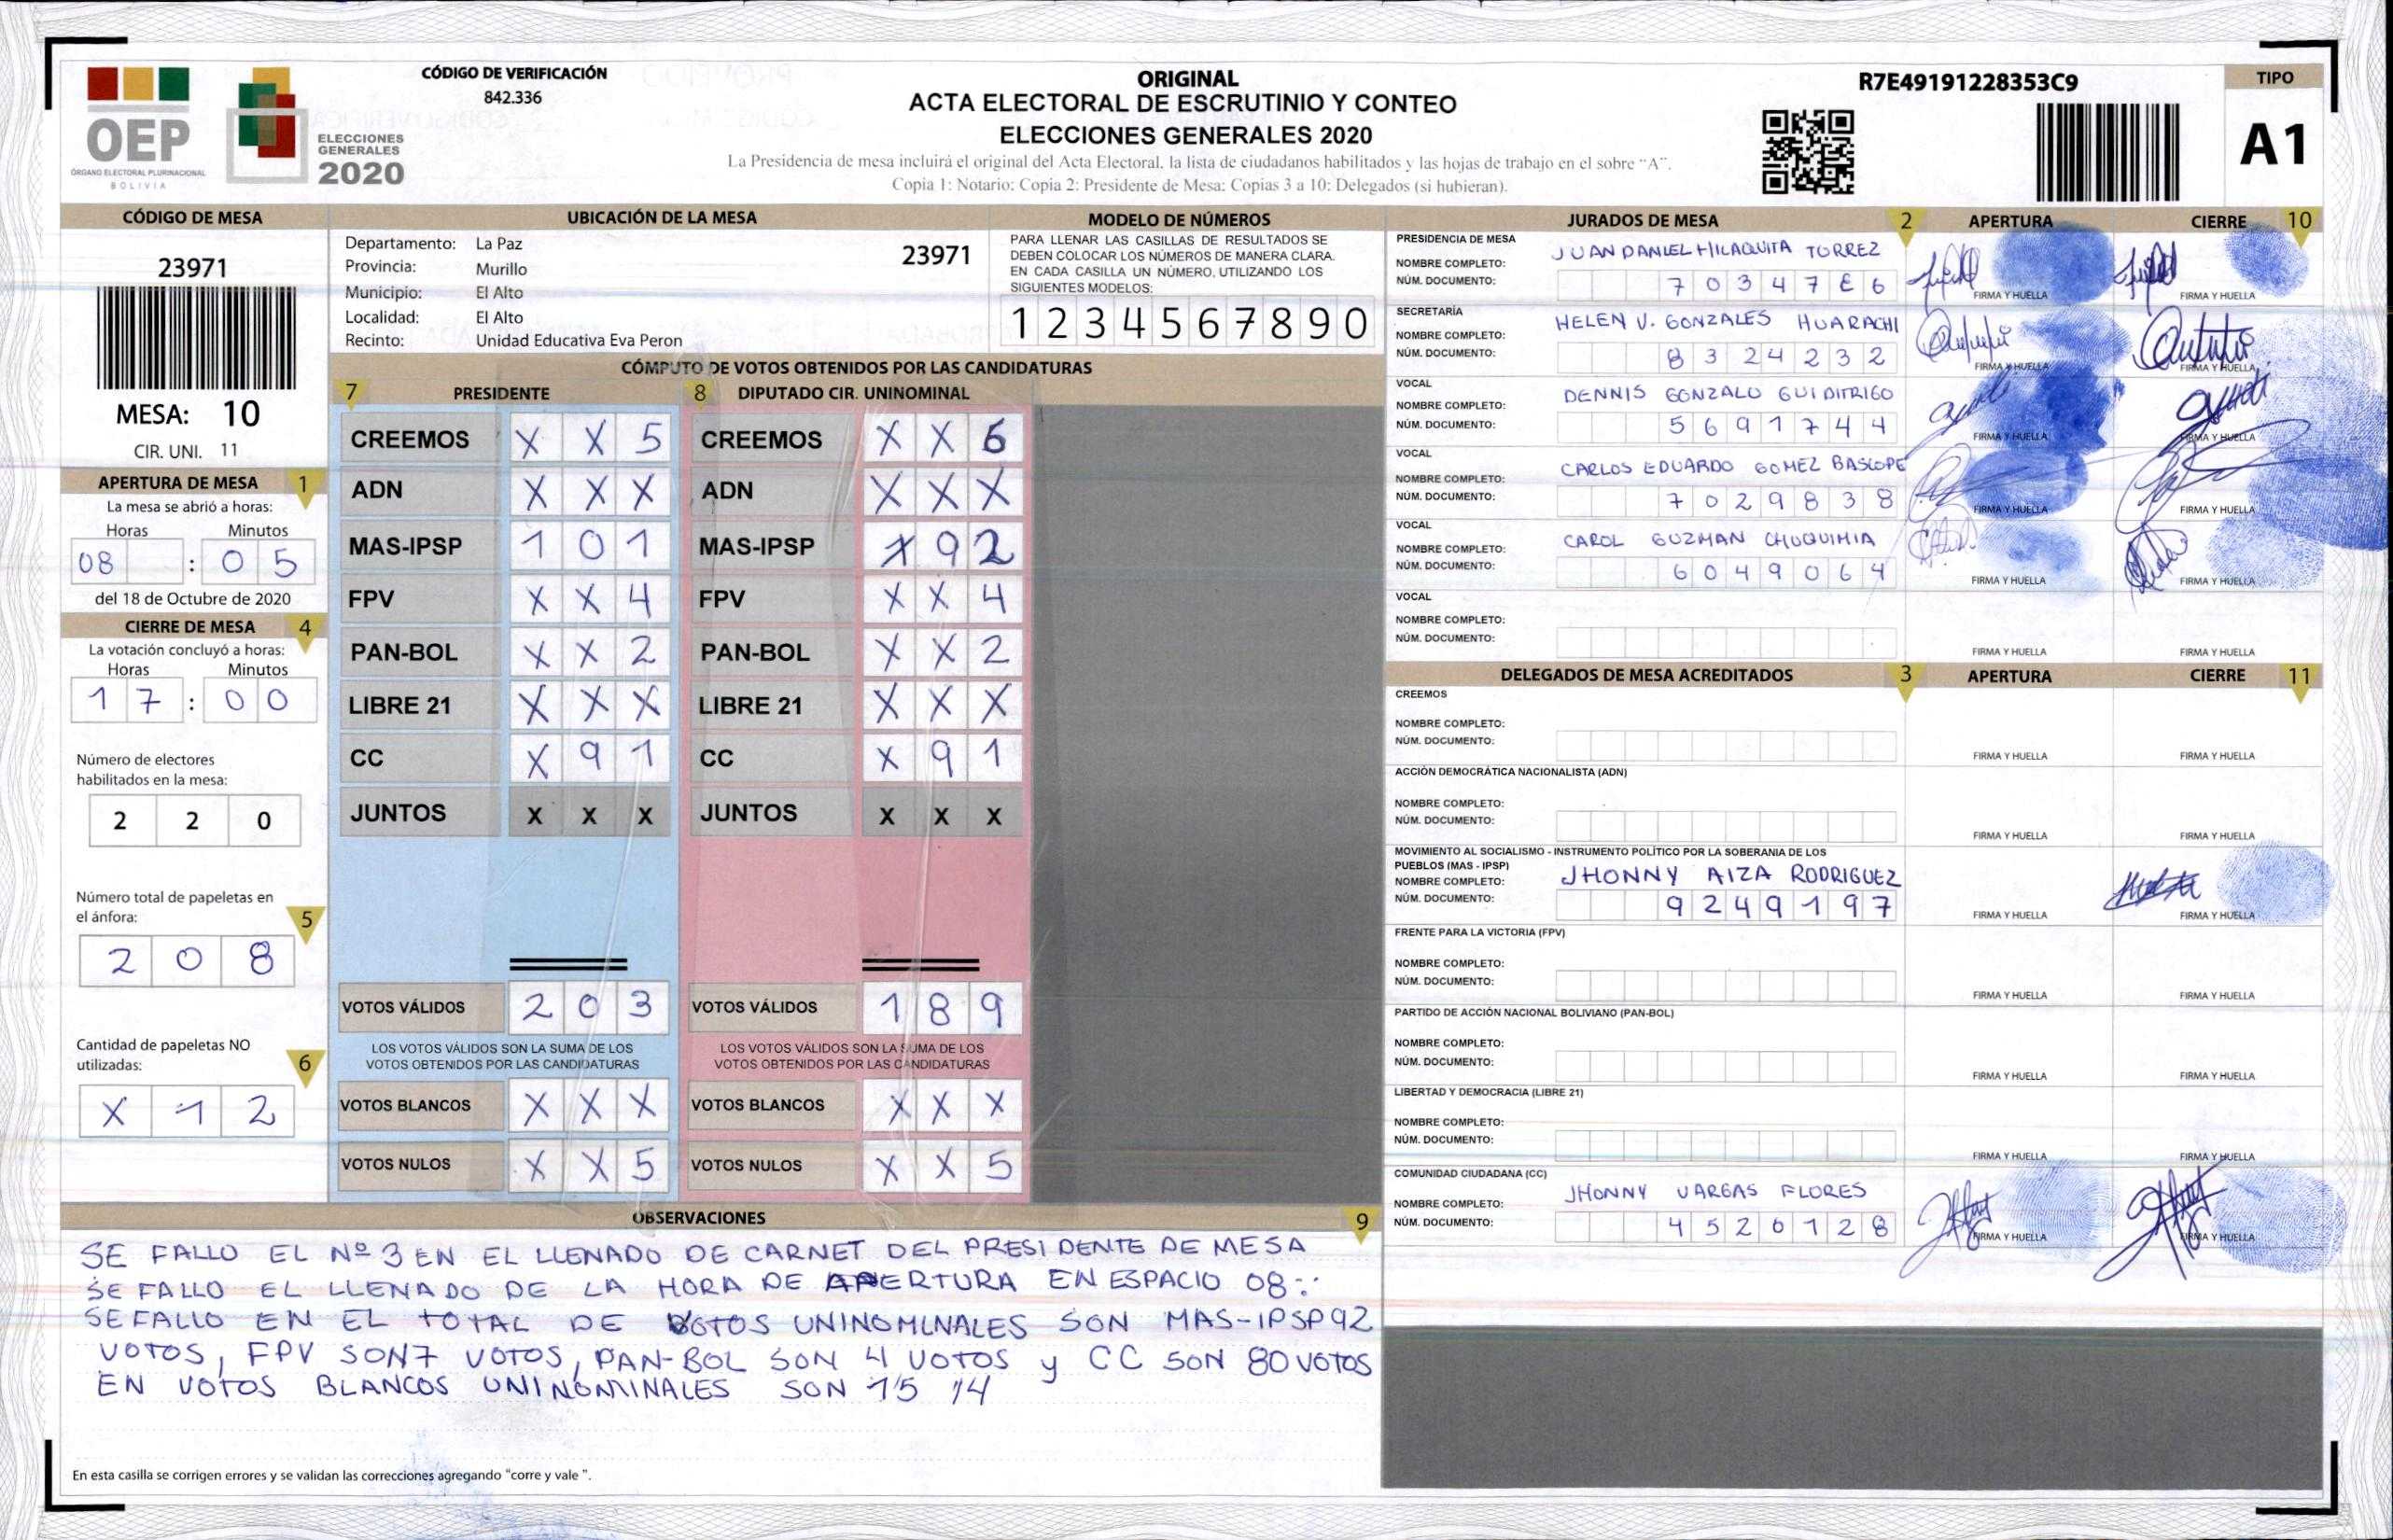 OEP
ÓRGANO ELECTORAL PLURINACIONAL
BOLIVIA
ELECCIONES
GENERALES
2020
CÓDIGO DE VERIFICACIÓN
842.336
ORIGINAL
ACTA ELECTORAL DE ESCRUTINIO Y CONTEO
ELECCIONES GENERALES 2020
La Presidencia de mesa incluirá el original del Acta Electoral, la lista de ciudadanos habilitados y las hojas de trabajo en el sobre "A".
Copia 1: Notario: Copia 2: Presidente de Mesa: Copias 3 a 10: Delegados (si hubieran).
R7E49191228353C9
TIPO
A1
CÓDIGO DE MESA
23971
MESA: 10
CIR. UNI. 11
APERTURA DE MESA 1
La mesa se abrió a horas:
Horas Minutos
08 : 0 5
del 18 de Octubre de 2020
CIERRE DE MESA 4
La votación concluyó a horas:
Horas Minutos
1 7 : 0 0
Número de electores
habilitados en la mesa:
2 2 0
Número total de papeletas en
el ánfora: 5
2 0 8
Cantidad de papeletas NO
utilizadas: 6
X 1 2
UBICACIÓN DE LA MESA
Departamento: La Paz 23971
Provincia: Murillo
Municipio: El Alto
Localidad: El Alto
Recinto: Unidad Educativa Eva Peron
MODELO DE NÚMEROS
PARA LLENAR LAS CASILLAS DE RESULTADOS SE
DEBEN COLOCAR LOS NÚMEROS DE MANERA CLARA.
EN CADA CASILLA UN NÚMERO, UTILIZANDO LOS
SIGUIENTES MODELOS:
1 2 3 4 5 6 7 8 9 0
CÓMPUTO DE VOTOS OBTENIDOS POR LAS CANDIDATURAS
7 PRESIDENTE 8 DIPUTADO CIR. UNINOMINAL
CREEMOS X X 5 CREEMOS X X 6
ADN X X X ADN X X X
MAS-IPSP 1 0 1 MAS-IPSP X 9 2
FPV X X 4 FPV X X 4
PAN-BOL X X 2 PAN-BOL X X 2
LIBRE 21 X X X LIBRE 21 X X X
CC X 9 1 CC X 9 1
JUNTOS X X X JUNTOS X X X
VOTOS VÁLIDOS 2 0 3 VOTOS VÁLIDOS 1 8 9
LOS VOTOS VÁLIDOS SON LA SUMA DE LOS LOS VOTOS VÁLIDOS SON LA SUMA DE LOS
VOTOS OBTENIDOS POR LAS CANDIDATURAS VOTOS OBTENIDOS POR LAS CANDIDATURAS
VOTOS BLANCOS X X X VOTOS BLANCOS X X X
VOTOS NULOS X X 5 VOTOS NULOS X X 5
OBSERVACIONES 9
SE FALLO EL Nº 3 EN EL LLENADO DE CARNET DEL PRESIDENTE DE MESA
SE FALLO EL LLENADO DE LA HORA DE APERTURA EN ESPACIO 08:
SE FALLO EN EL TOTAL DE VOTOS UNINOMINALES SON MAS-IPSP 92
VOTOS, FPV SON 7 VOTOS, PAN-BOL SON 4 VOTOS y CC SON 80 VOTOS
EN VOTOS BLANCOS UNINOMINALES SON 15 14
En esta casilla se corrigen errores y se validan las correcciones agregando "corre y vale ".
JURADOS DE MESA 2 APERTURA CIERRE 10
PRESIDENCIA DE MESA
NOMBRE COMPLETO: JUAN DANIEL HILAQUITA TORREZ
NÚM. DOCUMENTO: 7 0 3 4 7 E 6 FIRMA Y HUELLA FIRMA Y HUELLA
SECRETARÍA
NOMBRE COMPLETO: HELEN V. GONZALES HUARACHI
NÚM. DOCUMENTO: 8 3 2 4 2 3 2 FIRMA Y HUELLA FIRMA Y HUELLA
VOCAL
NOMBRE COMPLETO: DENNIS GONZALO GUIDITRIGO
NÚM. DOCUMENTO: 5 6 9 1 7 4 4 FIRMA Y HUELLA FIRMA Y HUELLA
VOCAL
NOMBRE COMPLETO: CARLOS EDUARDO GOMEZ BASCOPE
NÚM. DOCUMENTO: 7 0 2 9 8 3 8 FIRMA Y HUELLA FIRMA Y HUELLA
VOCAL
NOMBRE COMPLETO: CAROL GUZMAN CHUQUIMIA
NÚM. DOCUMENTO: 6 0 4 9 0 6 4 FIRMA Y HUELLA FIRMA Y HUELLA
VOCAL
NOMBRE COMPLETO:
NÚM. DOCUMENTO: FIRMA Y HUELLA FIRMA Y HUELLA
DELEGADOS DE MESA ACREDITADOS 3 APERTURA CIERRE 11
CREEMOS
NOMBRE COMPLETO:
NÚM. DOCUMENTO: FIRMA Y HUELLA FIRMA Y HUELLA
ACCIÓN DEMOCRÁTICA NACIONALISTA (ADN)
NOMBRE COMPLETO:
NÚM. DOCUMENTO: FIRMA Y HUELLA FIRMA Y HUELLA
MOVIMIENTO AL SOCIALISMO - INSTRUMENTO POLÍTICO POR LA SOBERANIA DE LOS
PUEBLOS (MAS - IPSP)
NOMBRE COMPLETO: JHONNY AIZA RODRIGUEZ
NÚM. DOCUMENTO: 9 2 4 9 1 9 7 FIRMA Y HUELLA FIRMA Y HUELLA
FRENTE PARA LA VICTORIA (FPV)
NOMBRE COMPLETO:
NÚM. DOCUMENTO: FIRMA Y HUELLA FIRMA Y HUELLA
PARTIDO DE ACCIÓN NACIONAL BOLIVIANO (PAN-BOL)
NOMBRE COMPLETO:
NÚM. DOCUMENTO: FIRMA Y HUELLA FIRMA Y HUELLA
LIBERTAD Y DEMOCRACIA (LIBRE 21)
NOMBRE COMPLETO:
NÚM. DOCUMENTO: FIRMA Y HUELLA FIRMA Y HUELLA
COMUNIDAD CIUDADANA (CC)
NOMBRE COMPLETO: JHONNY VARGAS FLORES
NÚM. DOCUMENTO: 4 5 2 0 1 2 8 FIRMA Y HUELLA FIRMA Y HUELLA